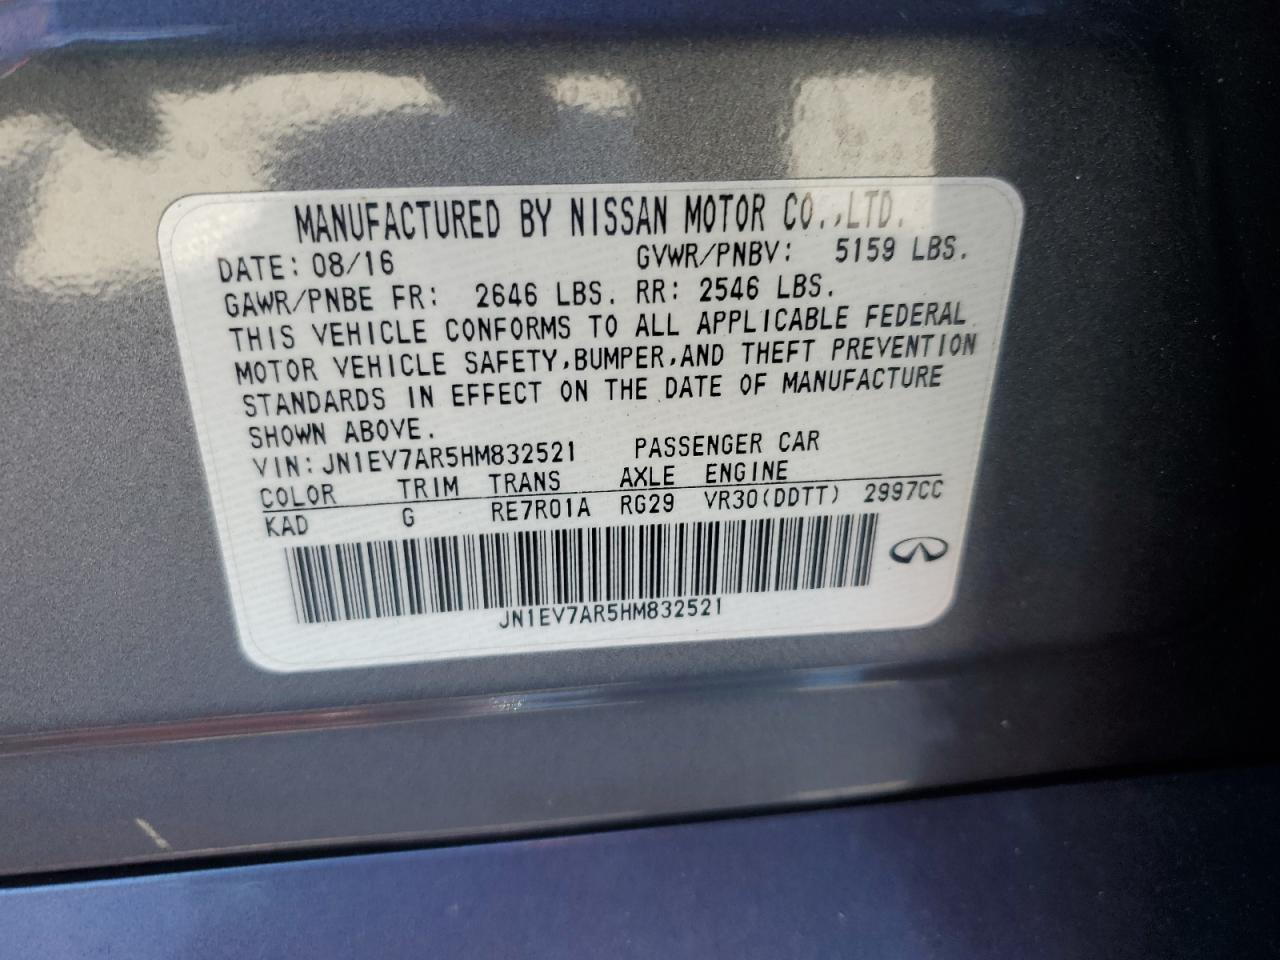 MANUFACTURED BY NISSAN MOTOR CO.,LTD.
DATE: 08/16 GVWR/PNBV: 5159 LBS.
GAWR/PNBE FR: 2646 LBS. RR: 2546 LBS.
THIS VEHICLE CONFORMS TO ALL APPLICABLE FEDERAL
MOTOR VEHICLE SAFETY,BUMPER,AND THEFT PREVENTION
STANDARDS IN EFFECT ON THE DATE OF MANUFACTURE
SHOWN ABOVE.
VIN: JN1EV7AR5HM832521 PASSENGER CAR
COLOR TRIM TRANS AXLE ENGINE
KAD G RE7R01A RG29 VR30(DDTT) 2997CC
JN1EV7AR5HM832521